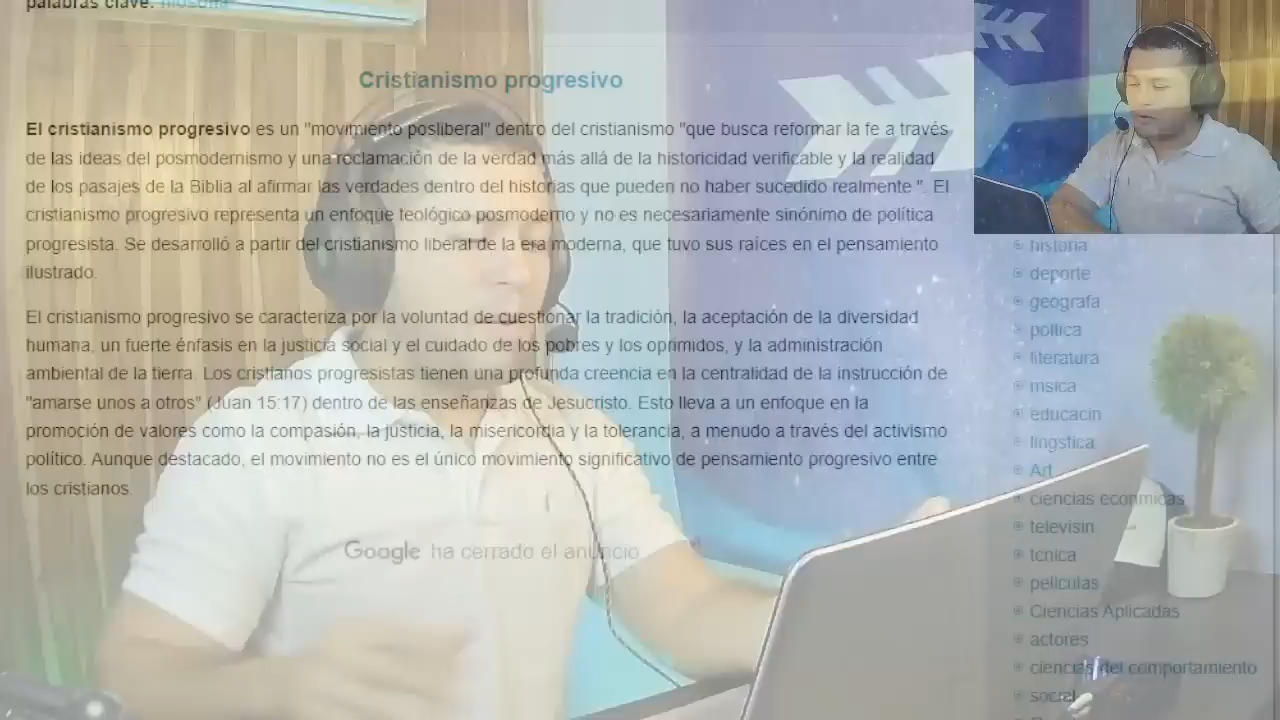 palabras clave: filosofía
Cristianismo progresivo
El cristianismo progresivo es un "movimiento posliberal" dentro del cristianismo "que busca reformar la fe a través
de las ideas del posmodernismo y una reclamación de la verdad más allá de la historicidad verificable y la realidad
de los pasajes de la Biblia al afirmar las verdades dentro del historias que pueden no haber sucedido realmente ". El
cristianismo progresivo representa un enfoque teológico posmoderno y no es necesariamente sinónimo de política
progresista. Se desarrolló a partir del cristianismo liberal de la era moderna, que tuvo sus raíces en el pensamiento
ilustrado.
El cristianismo progresivo se caracteriza por la voluntad de cuestionar la tradición, la aceptación de la diversidad
humana, un fuerte énfasis en la justicia social y el cuidado de los pobres y los oprimidos, y la administración
ambiental de la tierra. Los cristianos progresistas tienen una profunda creencia en la centralidad de la instrucción de
"amarse unos a otros" (Juan 15:17) dentro de las enseñanzas de Jesucristo. Esto lleva a un enfoque en la
promoción de valores como la compasión, la justicia, la misericordia y la tolerancia, a menudo a través del activismo
político. Aunque destacado, el movimiento no es el único movimiento significativo de pensamiento progresivo entre
los cristianos.
Google ha cerrado el anuncio
historia
deporte
geografa
poltica
literatura
msica
educacin
lingstica
Art
ciencias econmicas
televisin
tcnica
películas
Ciencias Aplicadas
actores
ciencias del comportamiento
social